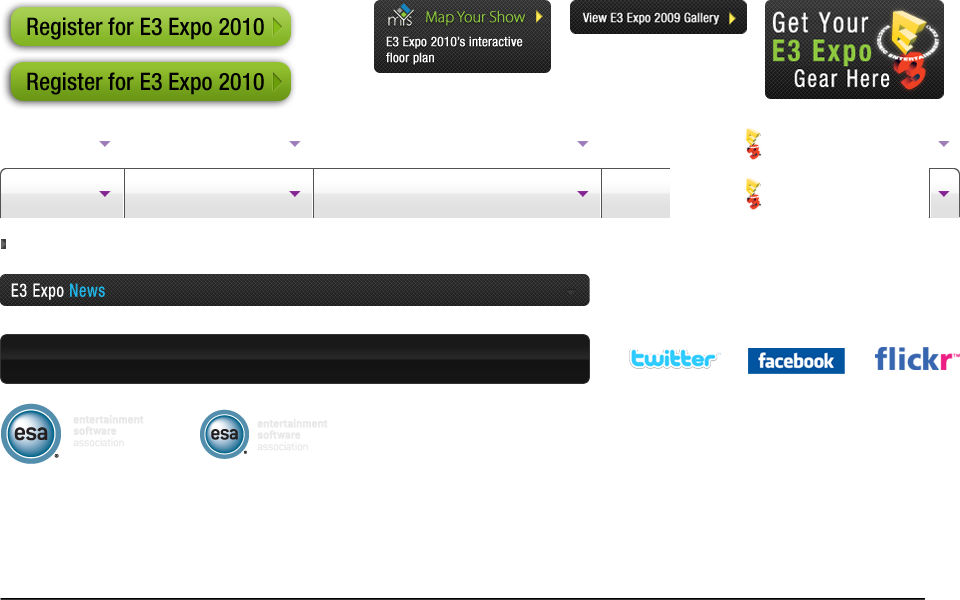 Register for E3 Expo 2010
Register for E3 Expo 2010
mys
Map Your Show
E3 Expo 2010's interactive
floor plan
View E3 Expo 2009 Gallery
Get Your
E3 Expo
Gear Here
E3 Expo News
twitter
facebook
flickr™
esa
entertainment
software
association
esa
entertainment
software
association